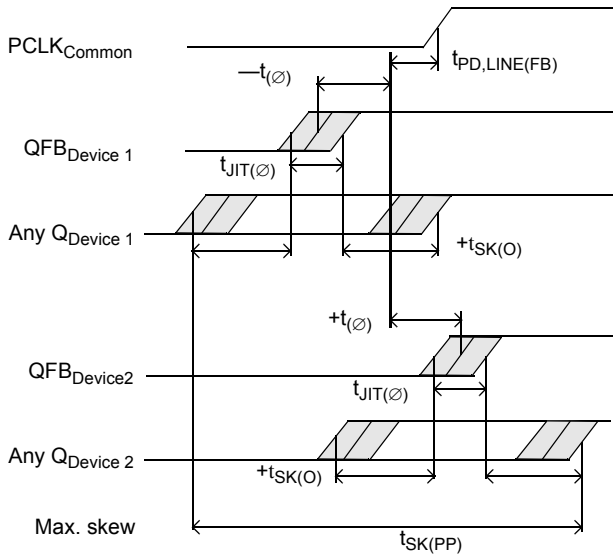 PCLKCommon
tPD,LINE(FB)
—t(∅)
QFBDevice 1
tJIT(∅)
Any QDevice 1
+tSK(O)
+t(∅)
QFBDevice2
tJIT(∅)
Any QDevice 2
+tSK(O)
Max. skew
tSK(PP)